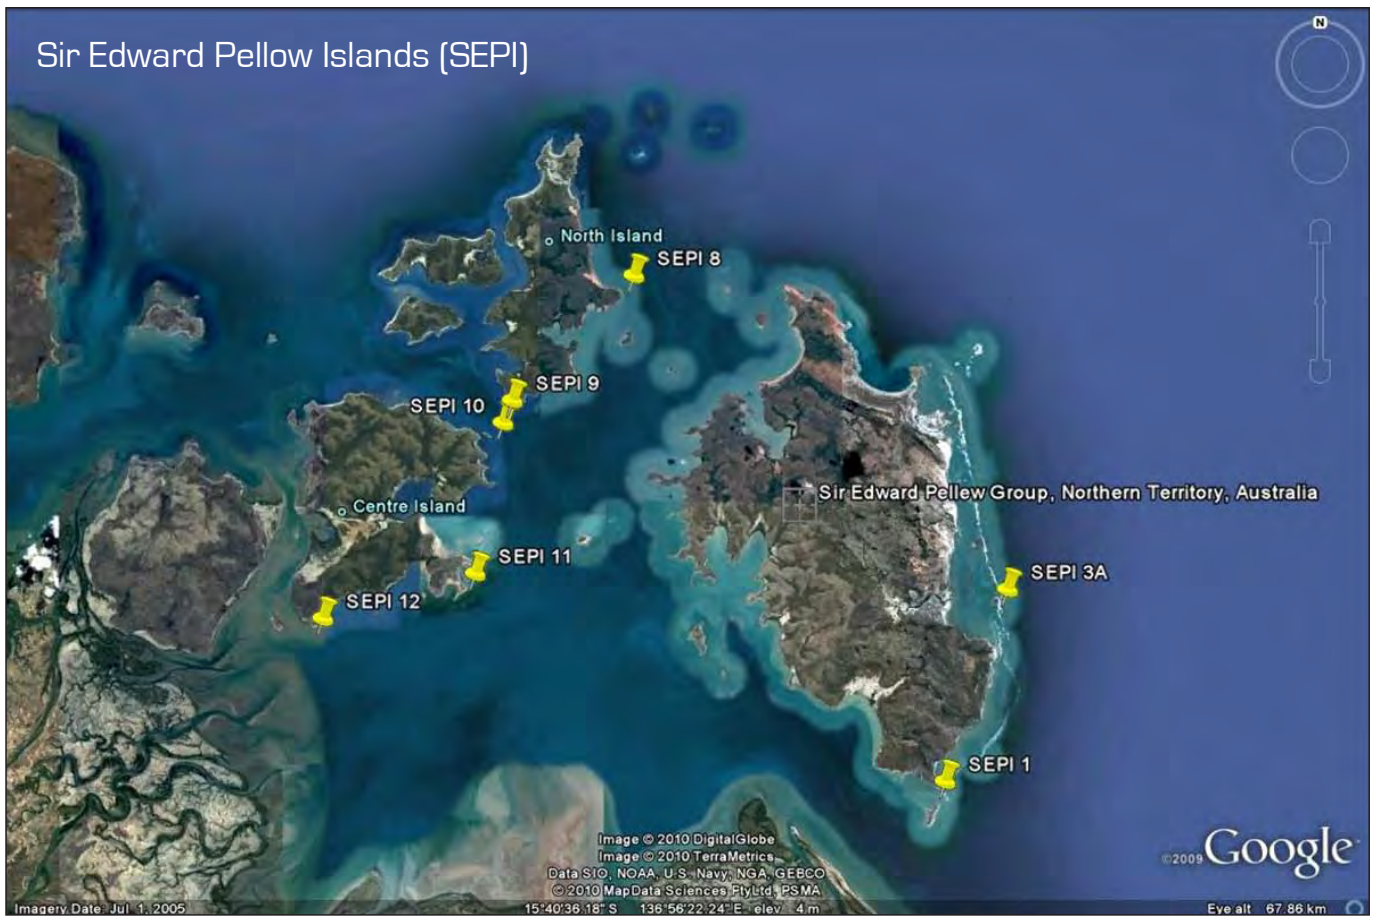 Sir Edward Pellow Islands (SEPI)
N
North Island
SEPI 8
SEPI 9
SEPI 10
Sir Edward Pellew Group, Northern Territory, Australia
Centre Island
SEPI 11
SEPI 3A
SEPI 12
SEPI 1
Image © 2010 DigitalGlobe
Image © 2010 TerraMetrics
Data SIO, NOAA, U.S. Navy, NGA, GEBCO
© 2010 MapData Sciences PtyLtd, PSMA
©2009 Google
Imagery Date: Jul 1, 2005
15°40'36.18" S 136°56'22.24" E elev 4 m
Eye alt 67.86 km